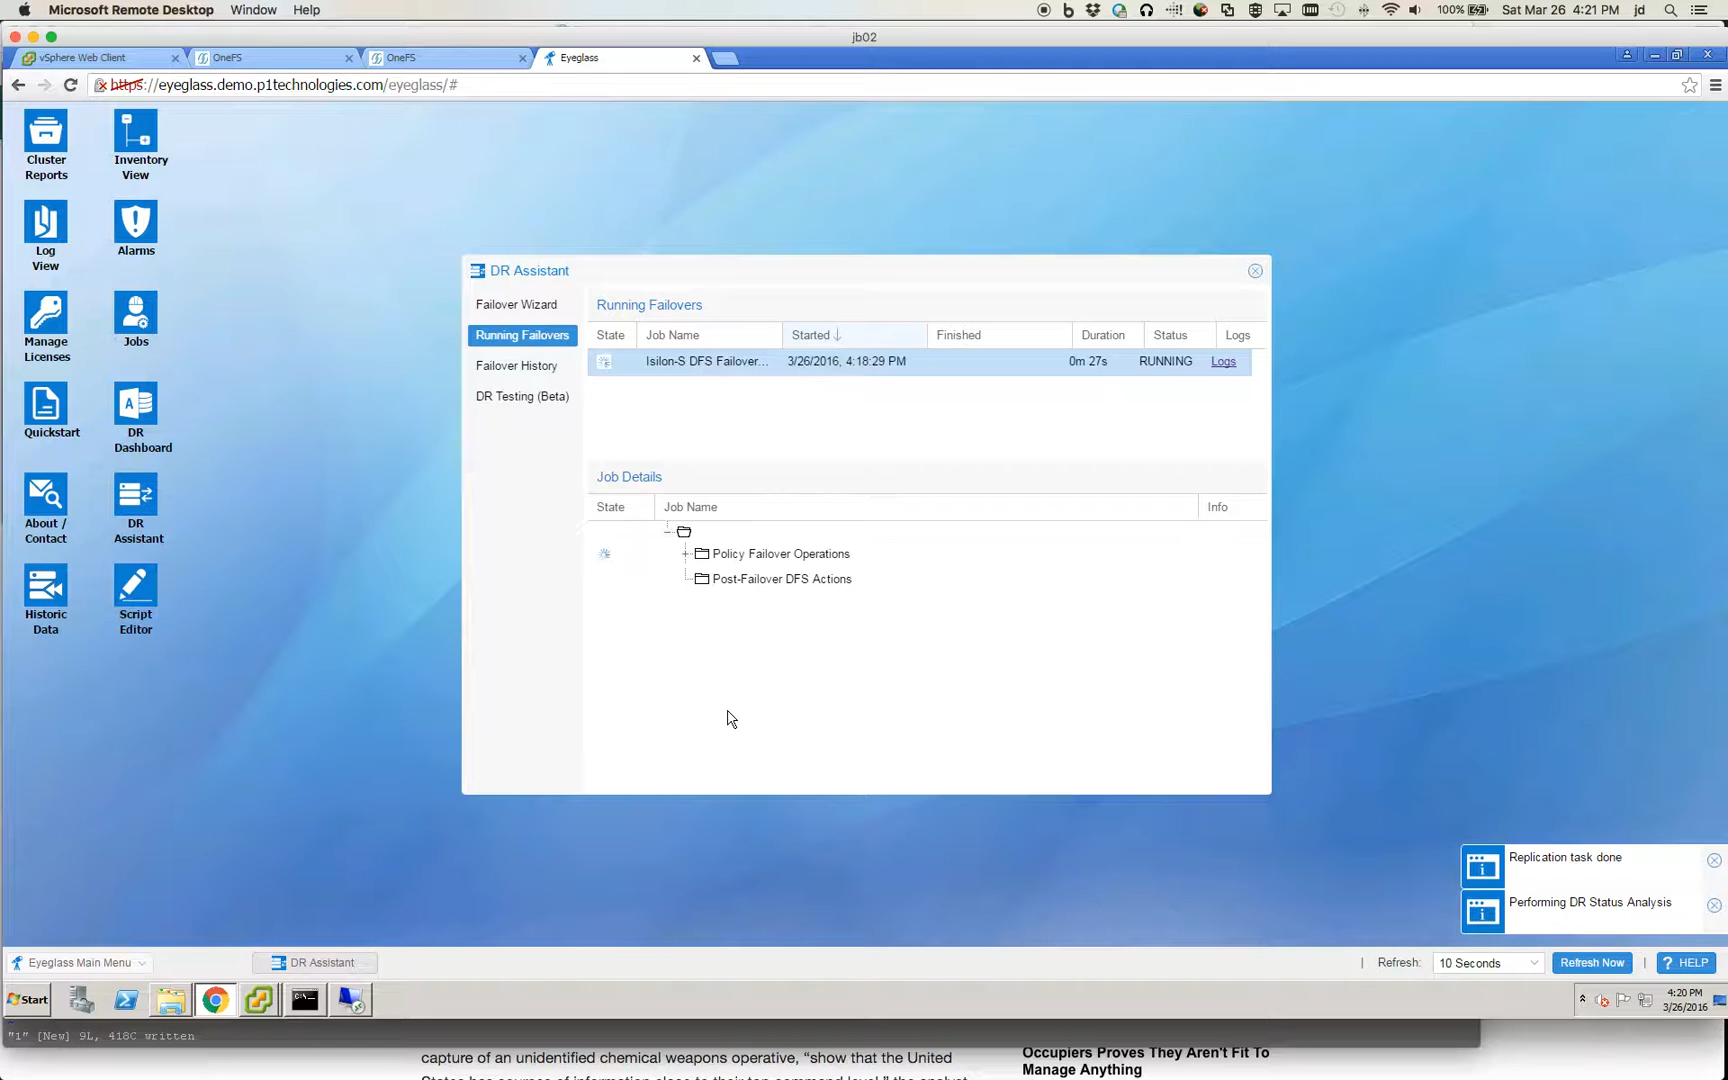 Microsoft Remote Desktop Window Help
100% Sat Mar 26 4:21 PM jd
jb02
vSphere Web Client
OneFS
OneFS
Eyeglass
https://eyeglass.demo.p1technologies.com/eyeglass/#
Cluster
Reports
Inventory
View
Log
View
Alarms
Manage
Licenses
Jobs
Quickstart
DR
Dashboard
About /
Contact
DR
Assistant
Historic
Data
Script
Editor
DR Assistant
Failover Wizard
Running Failovers
Failover History
DR Testing (Beta)
Running Failovers
State Job Name Started Finished Duration Status Logs
Isilon-S DFS Failover... 3/26/2016, 4:18:29 PM 0m 27s RUNNING Logs
Job Details
State Job Name Info
Policy Failover Operations
Post-Failover DFS Actions
Replication task done
Performing DR Status Analysis
Eyeglass Main Menu
DR Assistant
Refresh: 10 Seconds Refresh Now ? HELP
Start
4:20 PM
3/26/2016
"1" [New] 9L, 418C written
capture of an unidentified chemical weapons operative, “show that the United
Occupiers Proves They Aren't Fit To
Manage Anything